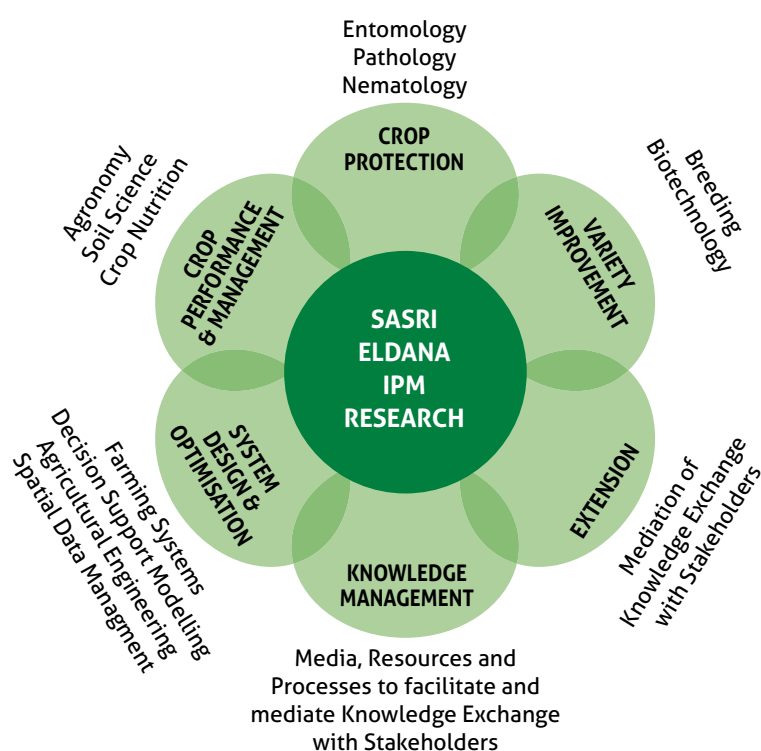 Entomology
Pathology
Nematology
CROP
PROTECTION
Breeding
Biotechnology
VARIETY
IMPROVEMENT
Agronomy
Soil Science
Crop Nutrition
CROP
PERFORMANCE
& MANAGEMENT
SASRI
ELDANA
IPM
RESEARCH
SYSTEM
DESIGN &
OPTIMISATION
Farming Systems
Decision Support Modelling
Agricultural Engineering
Spatial Data Managment
EXTENSION
Mediation of
Knowledge Exchange
with Stakeholders
KNOWLEDGE
MANAGEMENT
Media, Resources and
Processes to facilitate and
mediate Knowledge Exchange
with Stakeholders